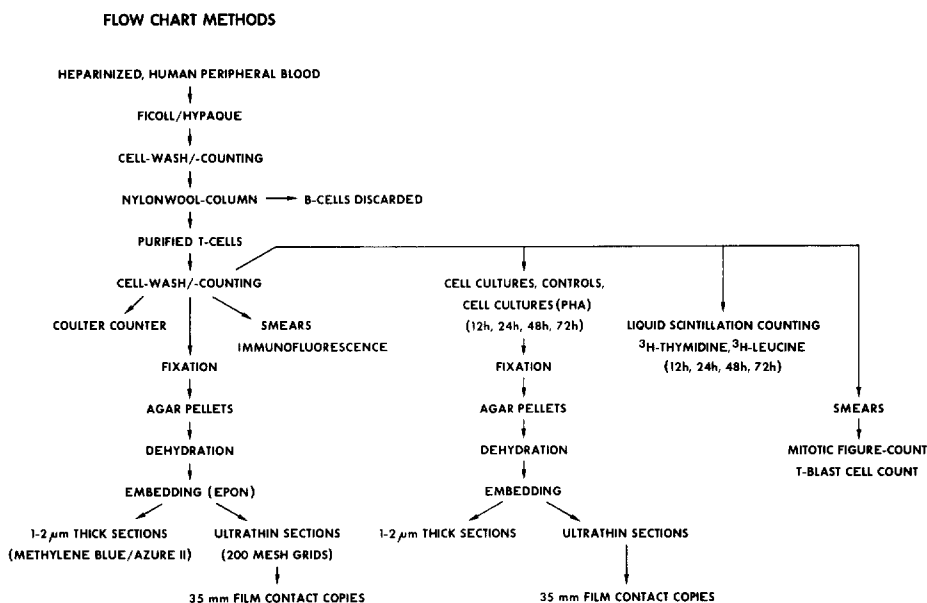 FLOW CHART METHODS
HEPARINIZED, HUMAN PERIPHERAL BLOOD
FICOLL/HYPAQUE
CELL-WASH/-COUNTING
NYLONWOOL-COLUMN
B-CELLS DISCARDED
PURIFIED T-CELLS
CELL-WASH/-COUNTING
COULTER COUNTER
SMEARS
IMMUNOFLUORESCENCE
FIXATION
AGAR PELLETS
DEHYDRATION
EMBEDDING (EPON)
1-2 μm THICK SECTIONS
(METHYLENE BLUE/AZURE II)
ULTRATHIN SECTIONS
(200 MESH GRIDS)
35 mm FILM CONTACT COPIES
CELL CULTURES, CONTROLS,
CELL CULTURES (PHA)
(12h, 24h, 48h, 72h)
FIXATION
AGAR PELLETS
DEHYDRATION
EMBEDDING
1-2 μm THICK SECTIONS
ULTRATHIN SECTIONS
35 mm FILM CONTACT COPIES
LIQUID SCINTILLATION COUNTING
³H-THYMIDINE, ³H-LEUCINE
(12h, 24h, 48h, 72h)
SMEARS
MITOTIC FIGURE-COUNT
T-BLAST CELL COUNT